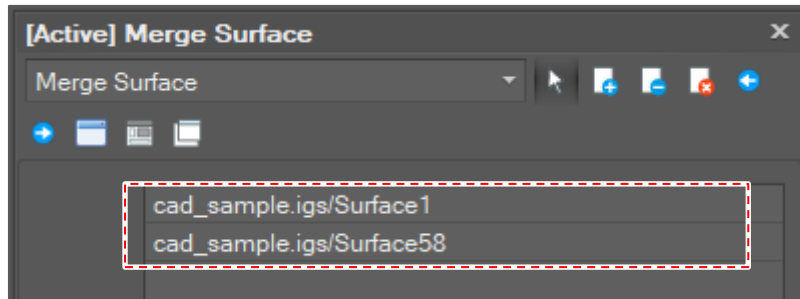 [Active] Merge Surface
Merge Surface
cad_sample.igs/Surface1
cad_sample.igs/Surface58